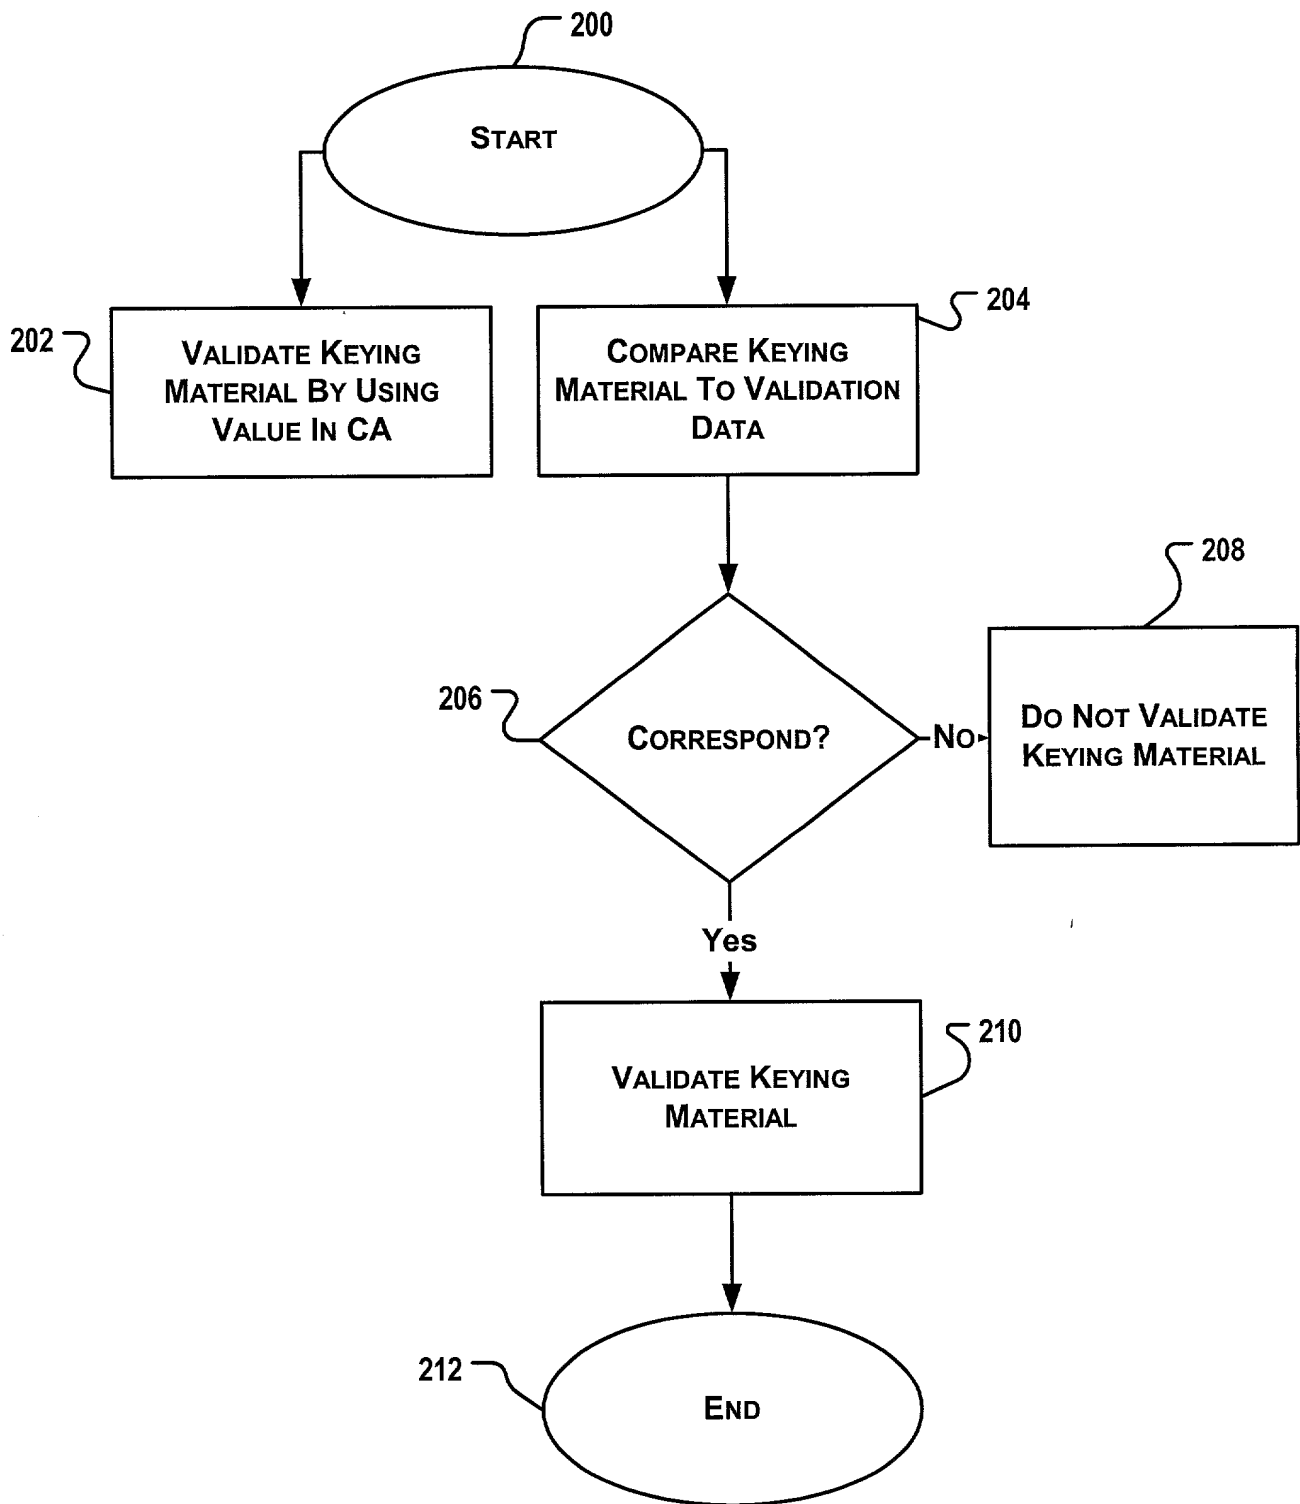 200
START
202
VALIDATE KEYING
MATERIAL BY USING
VALUE IN CA
204
COMPARE KEYING
MATERIAL TO VALIDATION
DATA
206
CORRESPOND?
NO
208
DO NOT VALIDATE
KEYING MATERIAL
Yes
210
VALIDATE KEYING
MATERIAL
212
END